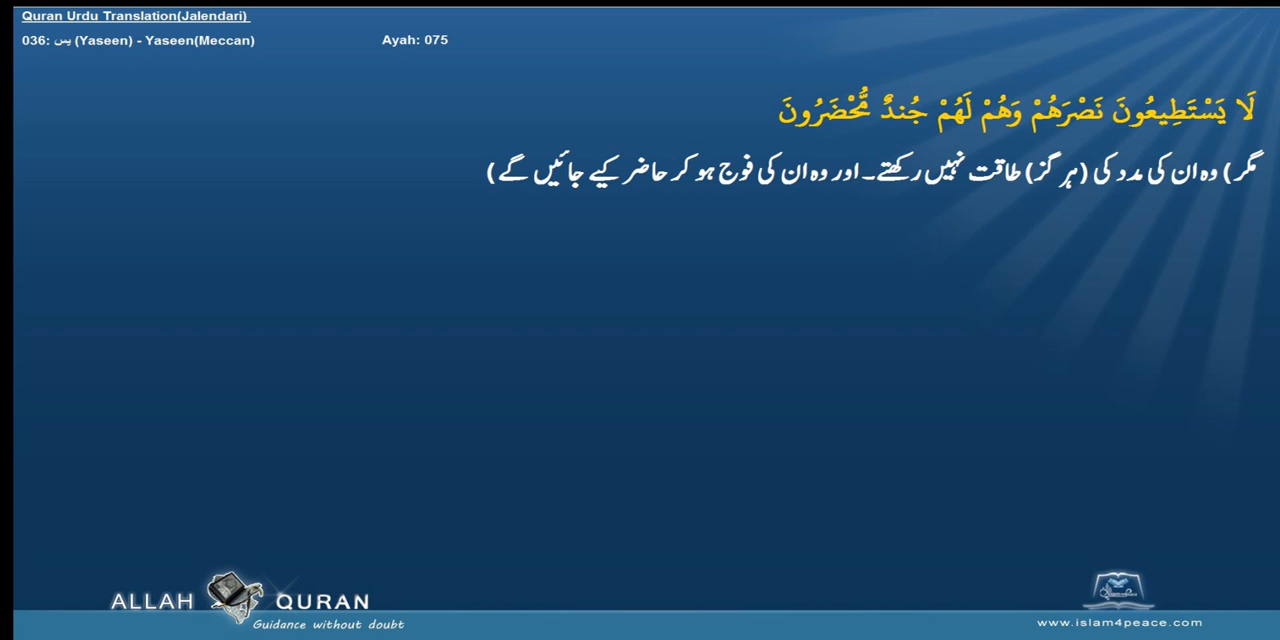 Quran Urdu Translation(Jalendari)
036: يس (Yaseen) - Yaseen(Meccan) Ayah: 075
لَا يَسْتَطِيعُونَ نَصْرَهُمْ وَهُمْ لَهُمْ جُندٌ مُّحْضَرُونَ
مگر) وہ ان کی مدد کی (ہرگز) طاقت نہیں رکھتے۔ اور وہ ان کی فوج ہو کر حاضر کیے جائیں گے )
ALLAH QURAN
Guidance without doubt
www.islam4peace.com